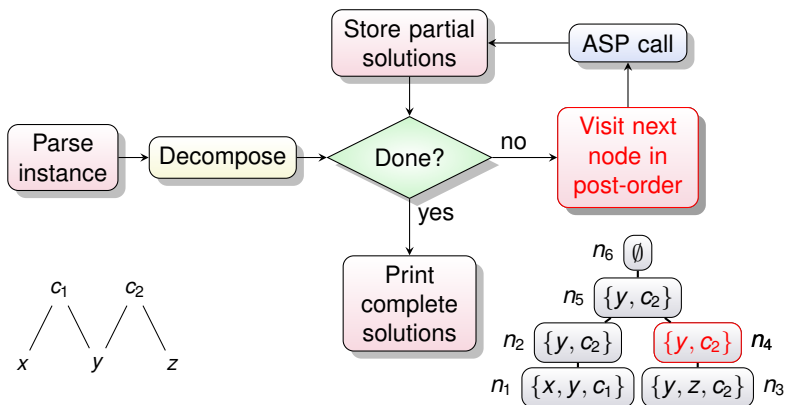 Store partial
solutions
ASP call
Parse
instance
Decompose
Done?
no
Visit next
node in
post-order
yes
Print
complete
solutions
c₁ c₂
x y z
n₆ ∅
n₅ {y, c₂}
n₂ {y, c₂} {y, c₂} n₄
n₁ {x, y, c₁} {y, z, c₂} n₃